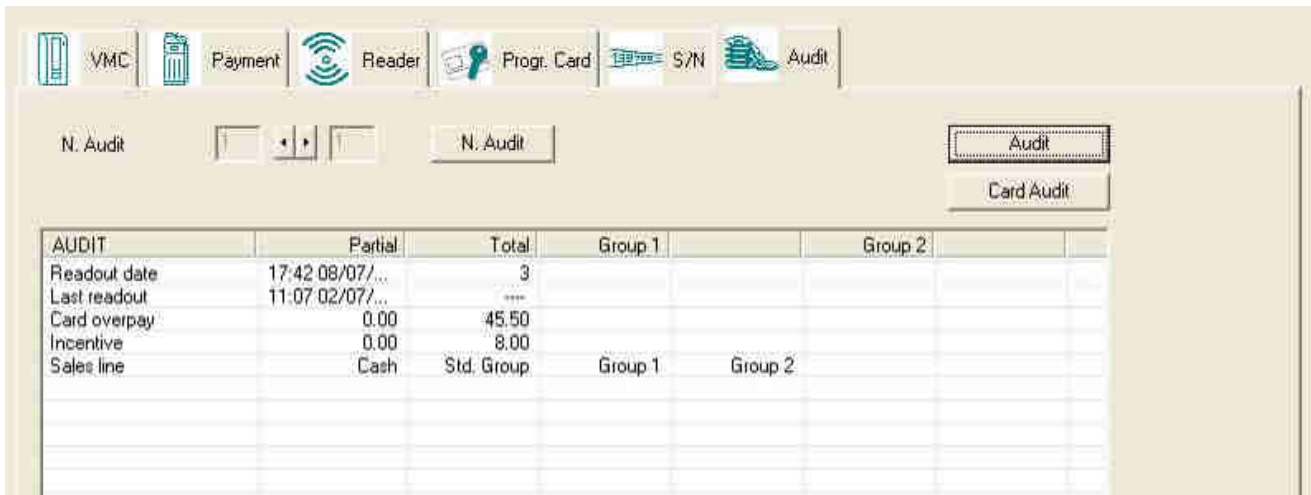 VMC Payment Reader Progr. Card S/N Audit
N. Audit 1 1 N. Audit Audit
Card Audit
AUDIT Partial Total Group 1 Group 2
Readout date 17:42 08/07/... 3
Last readout 11:07 02/07/... ----
Card overpay 0.00 45.50
Incentive 0.00 8.00
Sales line Cash Std. Group Group 1 Group 2